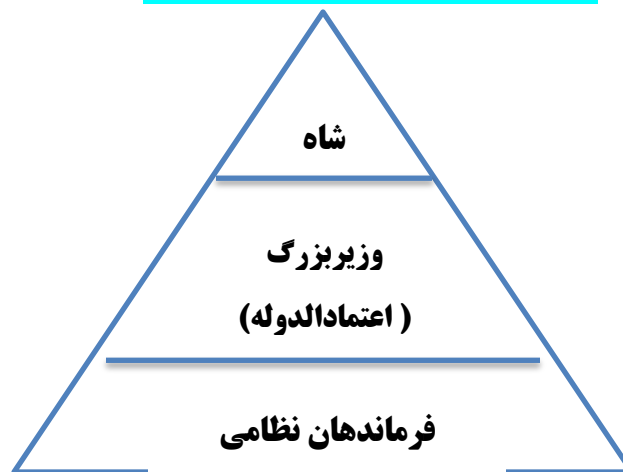 شاه
وزیربزرگ
( اعتمادالدوله)
فرماندهان نظامی